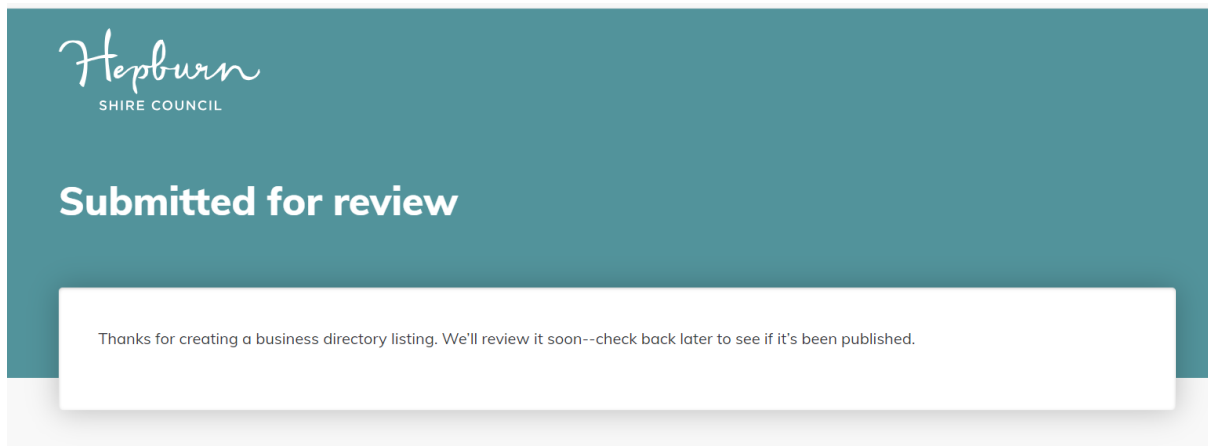 Hepburn
SHIRE COUNCIL
Submitted for review
Thanks for creating a business directory listing. We'll review it soon--check back later to see if it's been published.